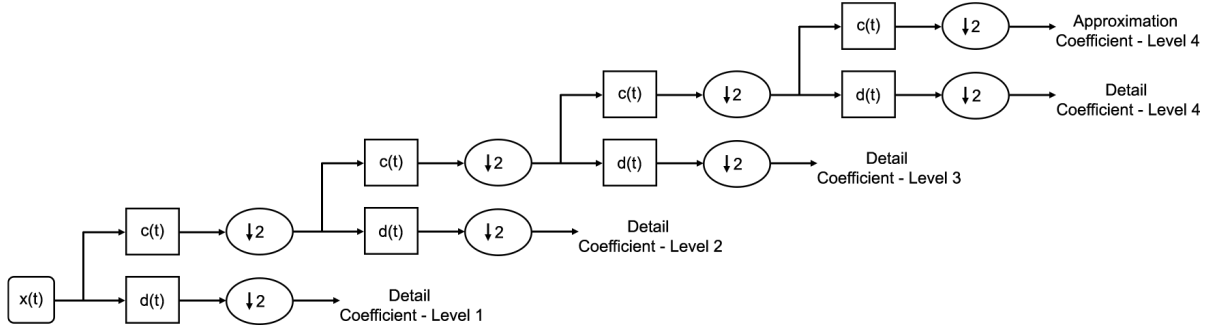 c(t) ↓2 Approximation
Coefficient - Level 4
c(t) ↓2 d(t) ↓2 Detail
Coefficient - Level 4
c(t) ↓2 d(t) ↓2 Detail
Coefficient - Level 3
c(t) ↓2 d(t) ↓2 Detail
Coefficient - Level 2
x(t) d(t) ↓2 Detail
Coefficient - Level 1